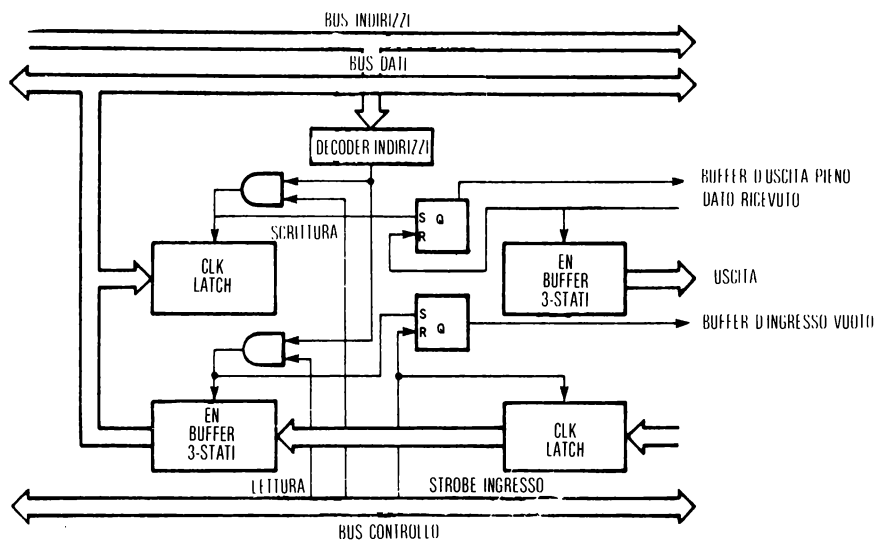 BUS INDIRIZZI
BUS DATI
DECODER INDIRIZZI
BUFFER D'USCITA PIENO
DATO RICEVUTO
S Q
R
SCRITTURA
CLK
LATCH
EN
BUFFER
3-STATI
USCITA
S Q
R
BUFFER D'INGRESSO VUOTO
EN
BUFFER
3-STATI
CLK
LATCH
LETTURA
STROBE INGRESSO
BUS CONTROLLO